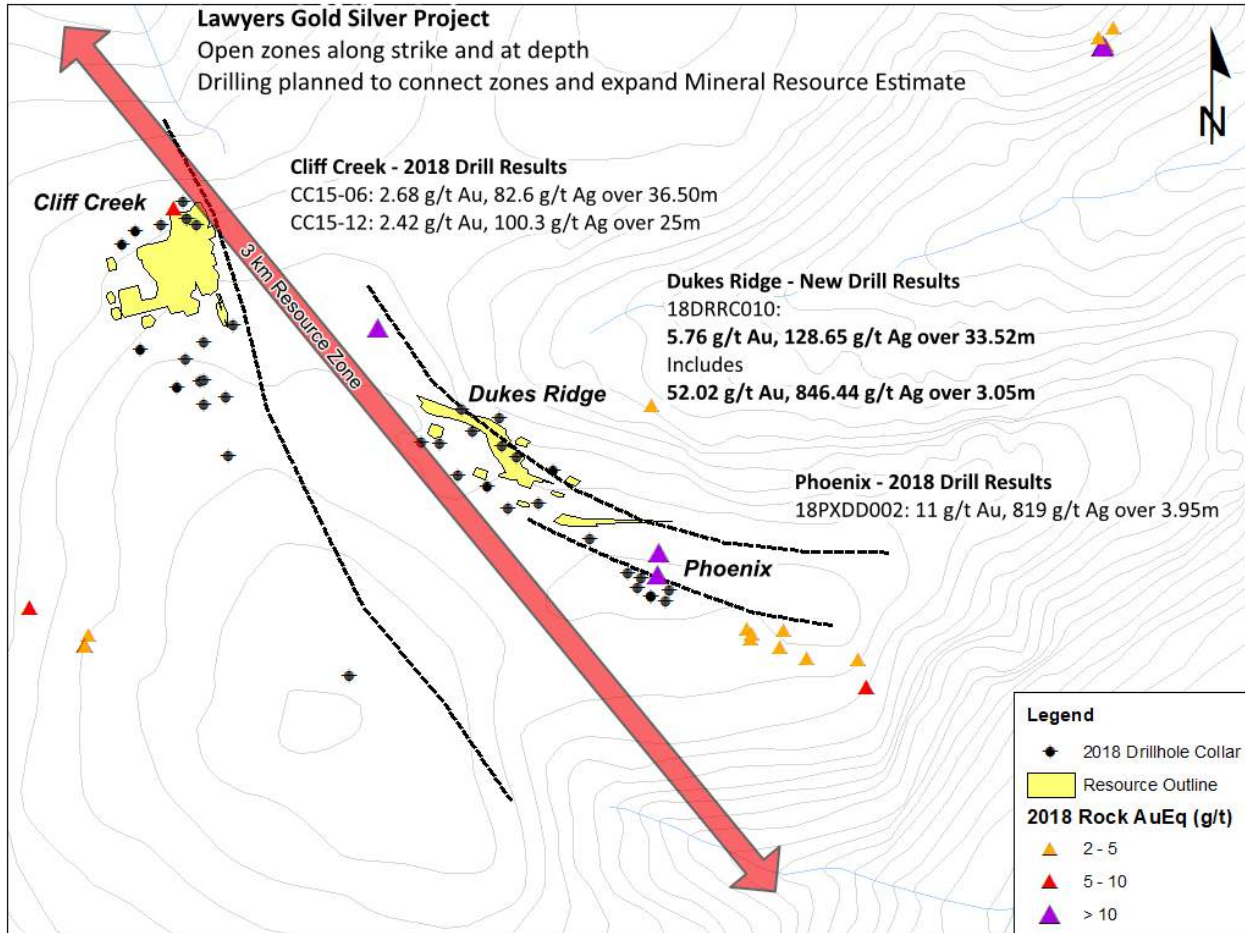 Lawyers Gold Silver Project
Open zones along strike and at depth
Drilling planned to connect zones and expand Mineral Resource Estimate
N
Cliff Creek - 2018 Drill Results
CC15-06: 2.68 g/t Au, 82.6 g/t Ag over 36.50m
CC15-12: 2.42 g/t Au, 100.3 g/t Ag over 25m
Cliff Creek
3 km Resource Zone
Dukes Ridge - New Drill Results
18DRRC010:
5.76 g/t Au, 128.65 g/t Ag over 33.52m
Includes
52.02 g/t Au, 846.44 g/t Ag over 3.05m
Dukes Ridge
Phoenix - 2018 Drill Results
18PXDD002: 11 g/t Au, 819 g/t Ag over 3.95m
Phoenix
Legend
2018 Drillhole Collar
Resource Outline
2018 Rock AuEq (g/t)
2 - 5
5 - 10
> 10